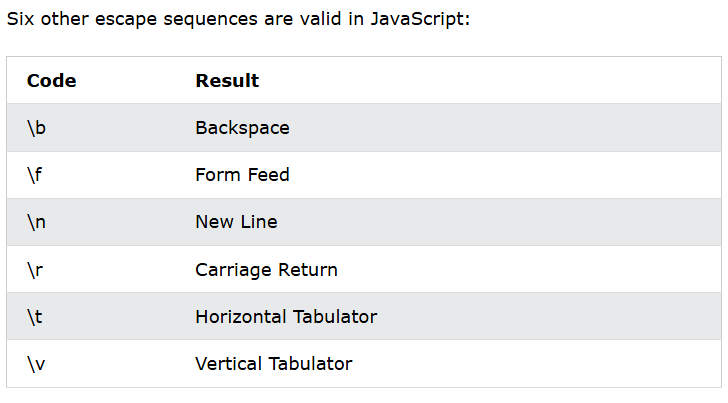 Six other escape sequences are valid in JavaScript:
Code Result
\b Backspace
\f Form Feed
\n New Line
\r Carriage Return
\t Horizontal Tabulator
\v Vertical Tabulator